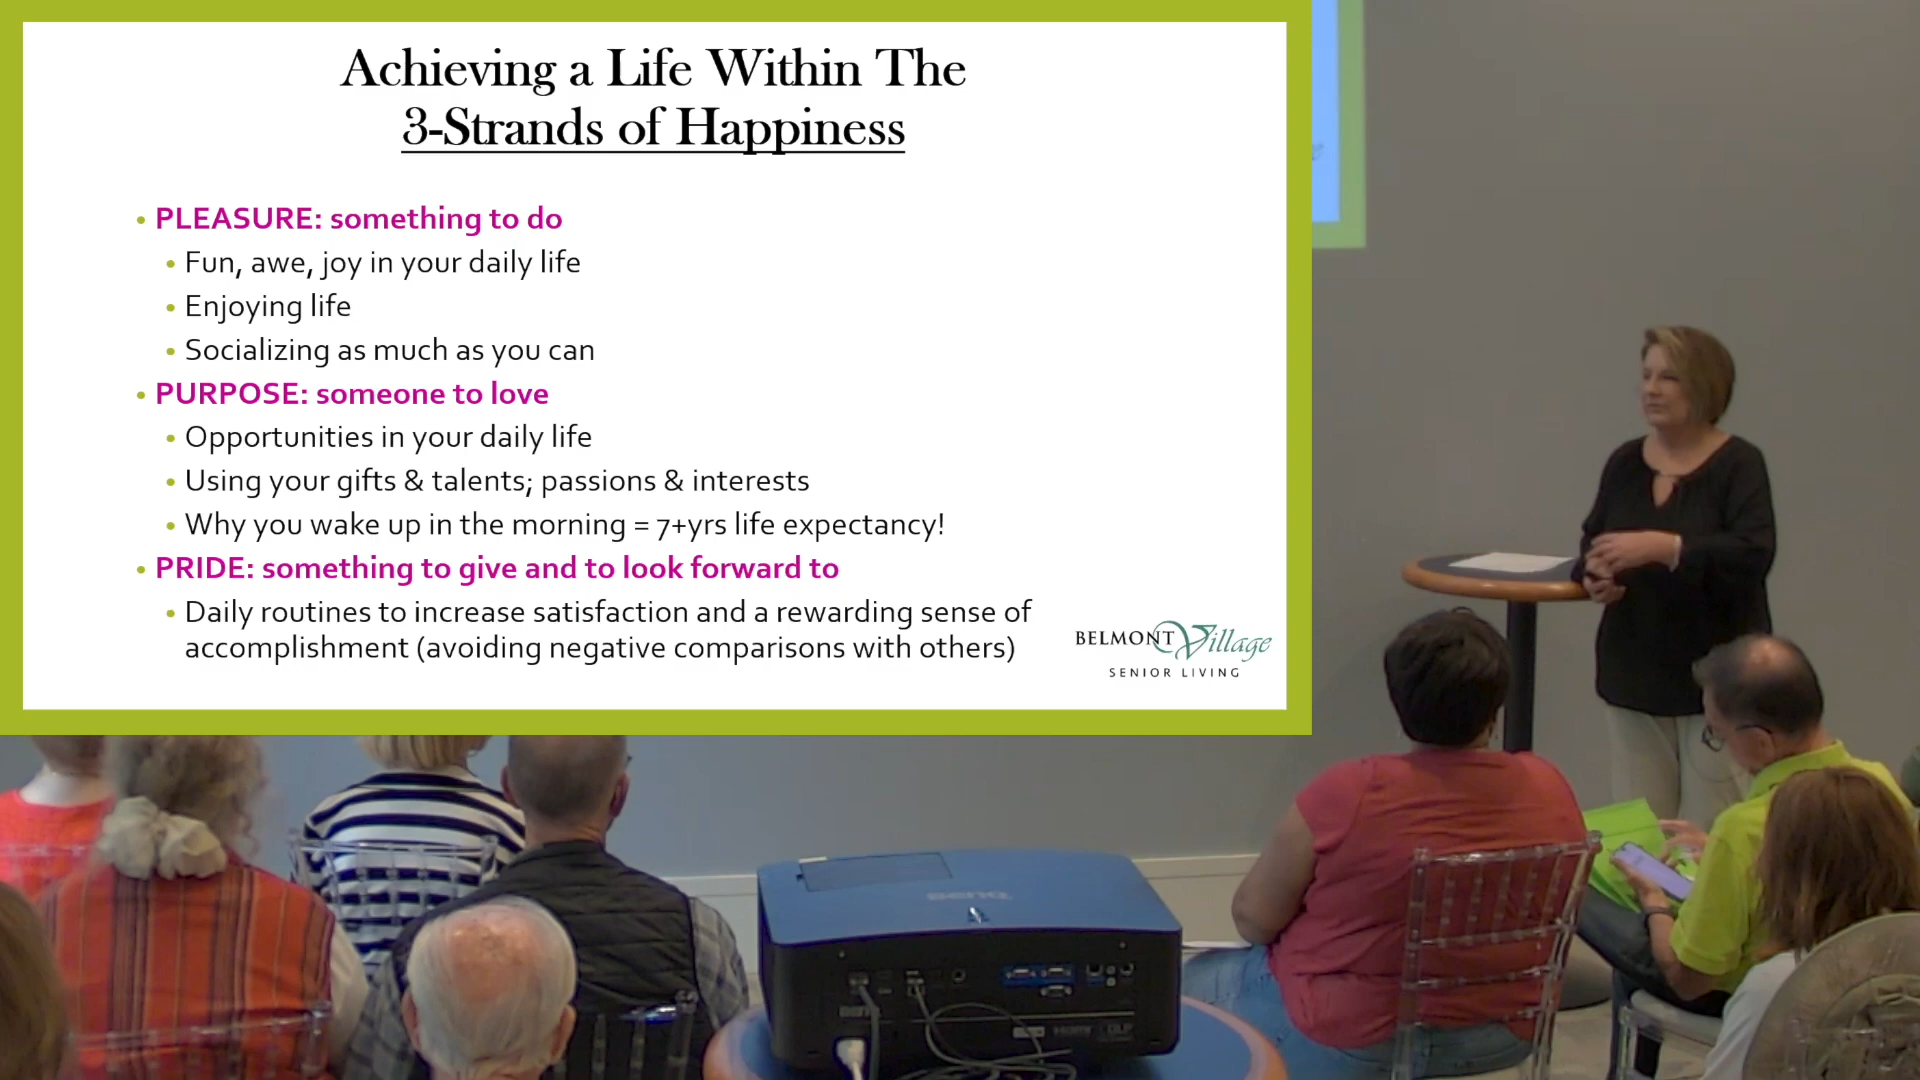 Achieving a Life Within The
3-Strands of Happiness
• PLEASURE: something to do
• Fun, awe, joy in your daily life
• Enjoying life
• Socializing as much as you can
• PURPOSE: someone to love
• Opportunities in your daily life
• Using your gifts & talents; passions & interests
• Why you wake up in the morning = 7+yrs life expectancy!
• PRIDE: something to give and to look forward to
• Daily routines to increase satisfaction and a rewarding sense of
accomplishment (avoiding negative comparisons with others)
BELMONT Village
SENIOR LIVING
BenQ